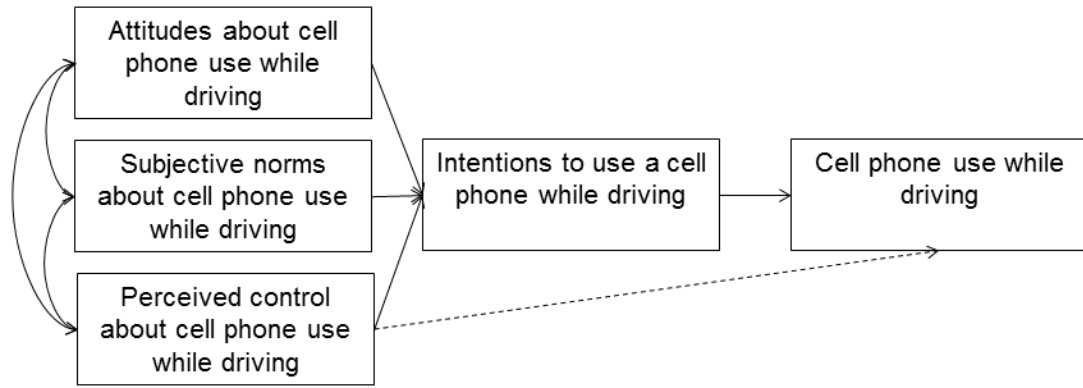 Attitudes about cell
phone use while
driving
Subjective norms
about cell phone use
while driving
Perceived control
about cell phone use
while driving
Intentions to use a cell
phone while driving
Cell phone use while
driving